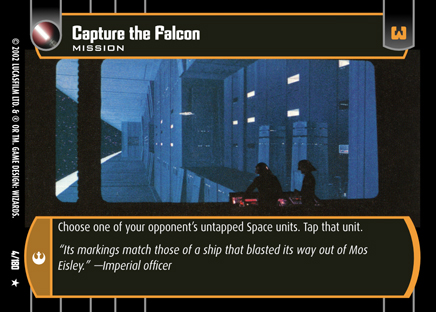 Capture the Falcon
MISSION
3
Choose one of your opponent's untapped Space units. Tap that unit.
"Its markings match those of a ship that blasted its way out of Mos
Eisley." —Imperial officer
© 2002 LUCASFILM LTD. & ® OR TM. GAME DESIGN: WIZARDS.
4/180